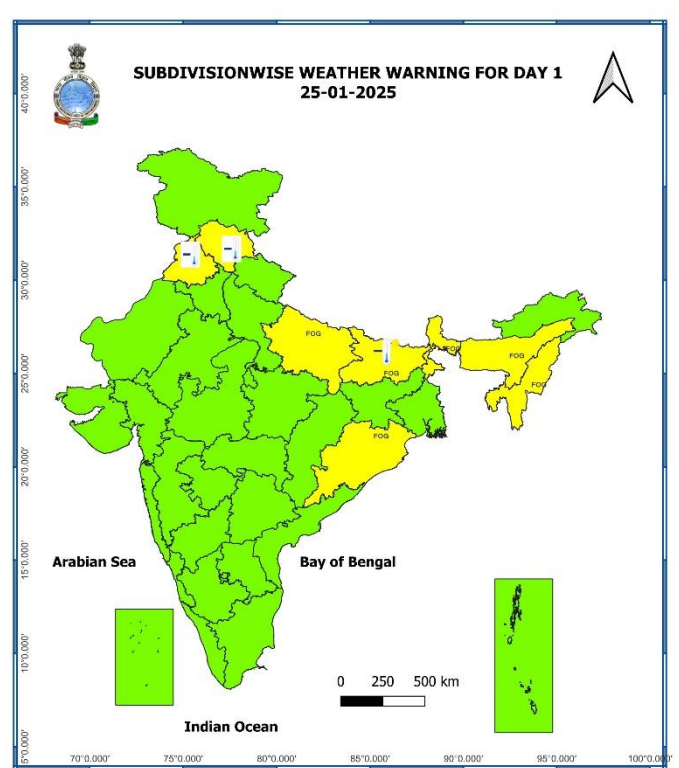 SUBDIVISIONWISE WEATHER WARNING FOR DAY 1
25-01-2025
40°0.000'
35°0.000'
30°0.000'
25°0.000'
20°0.000'
15°0.000'
10°0.000'
5°0.000'
FOG
FOG
FOG
FOG
FOG
FOG
Arabian Sea
Bay of Bengal
0 250 500 km
Indian Ocean
70°0.000' 75°0.000' 80°0.000' 85°0.000' 90°0.000' 95°0.000' 100°0.000'